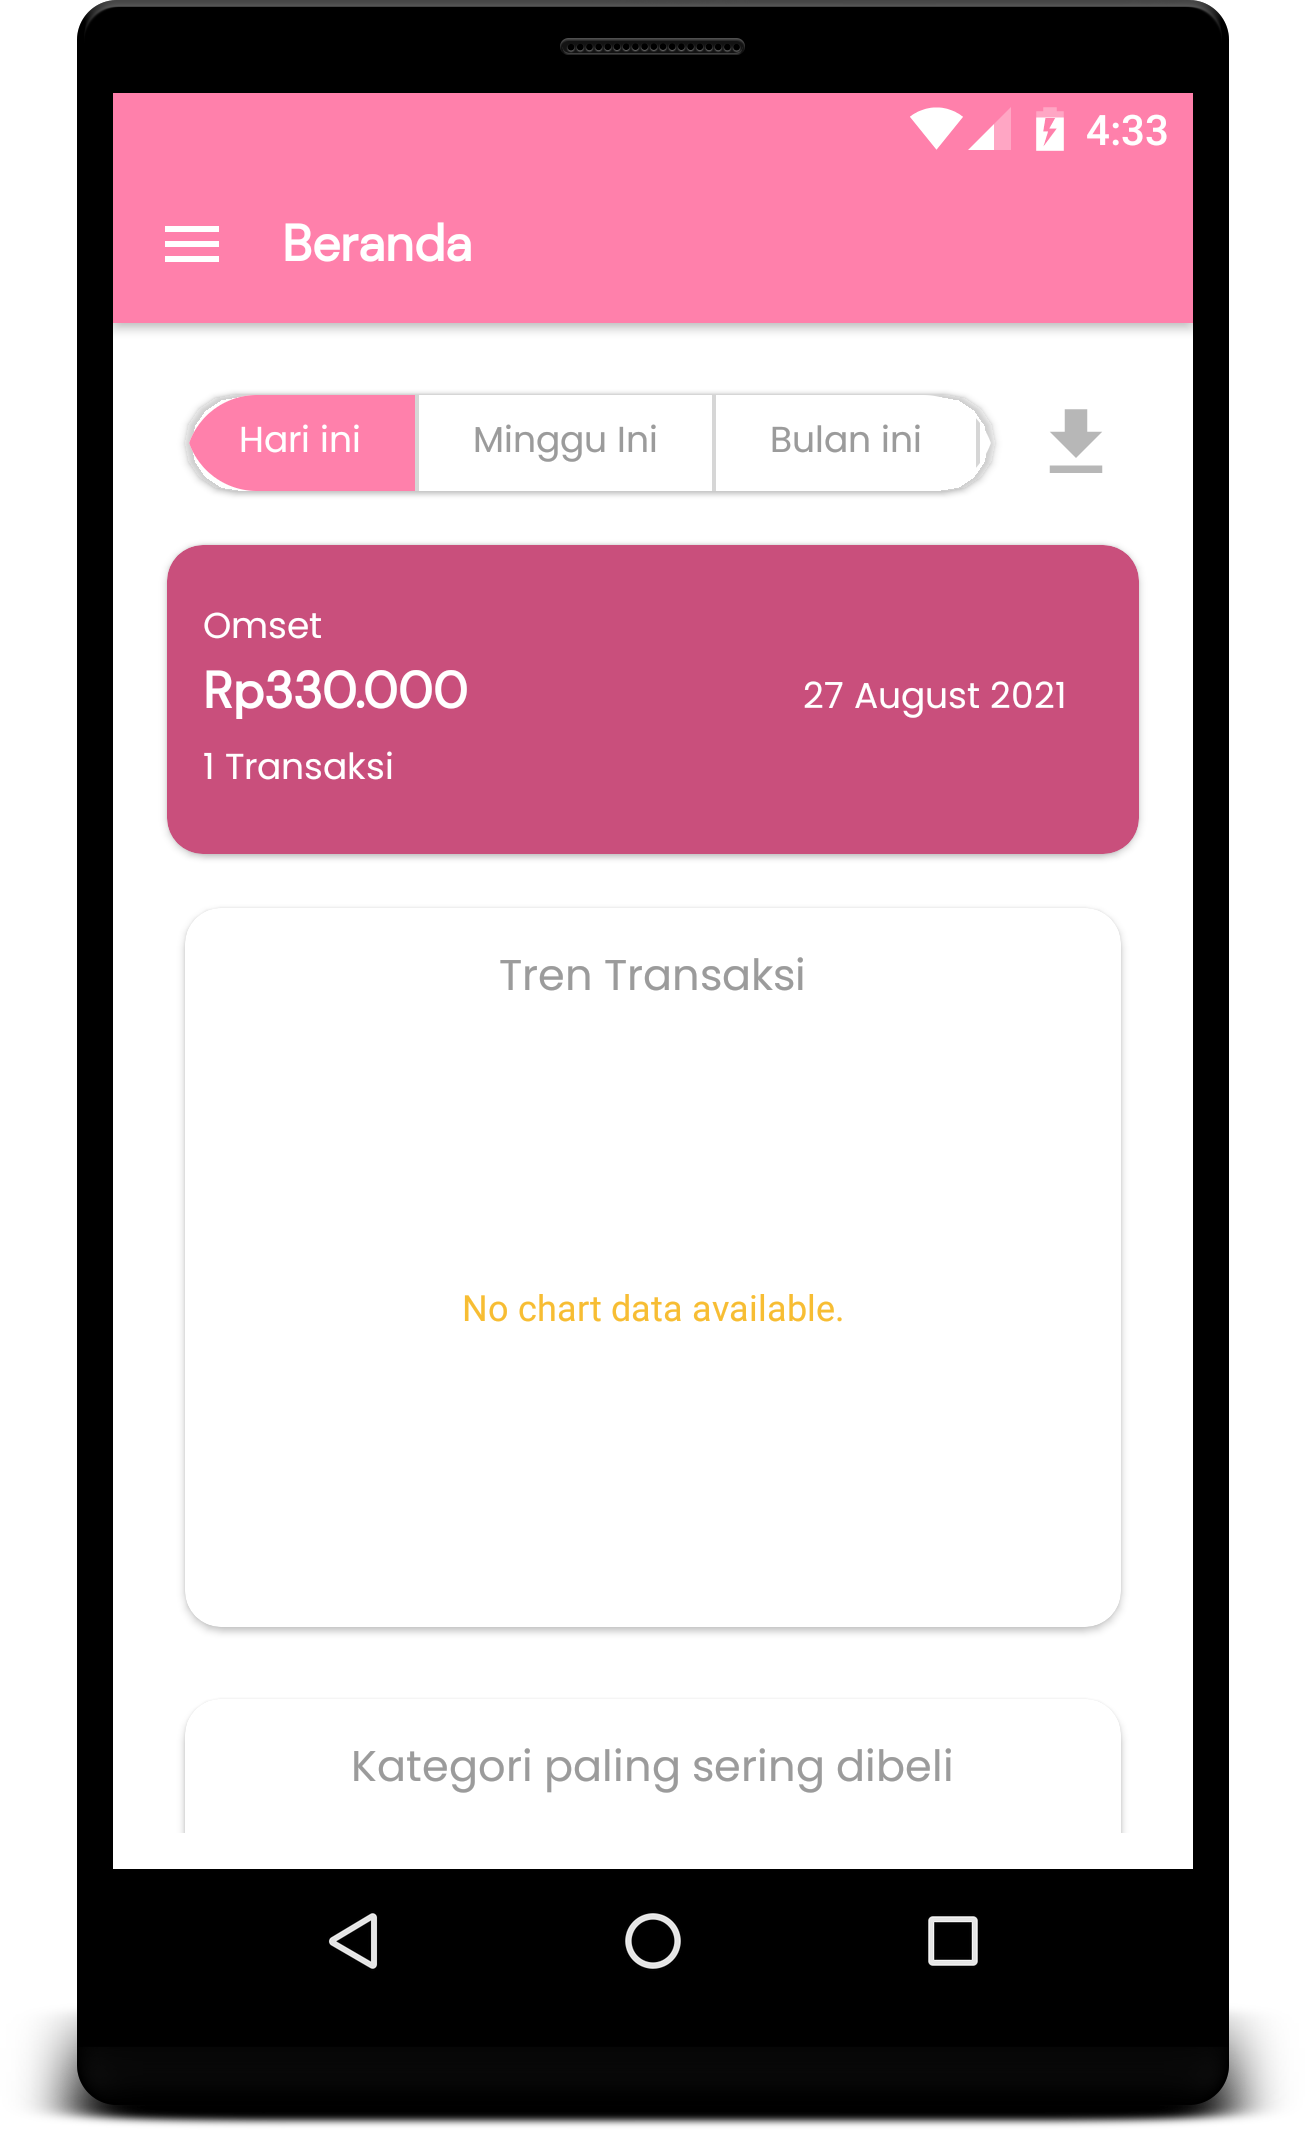 4:33
Beranda
Hari ini
Minggu Ini
Bulan ini
Omset
Rp330.000
27 August 2021
1 Transaksi
Tren Transaksi
No chart data available.
Kategori paling sering dibeli